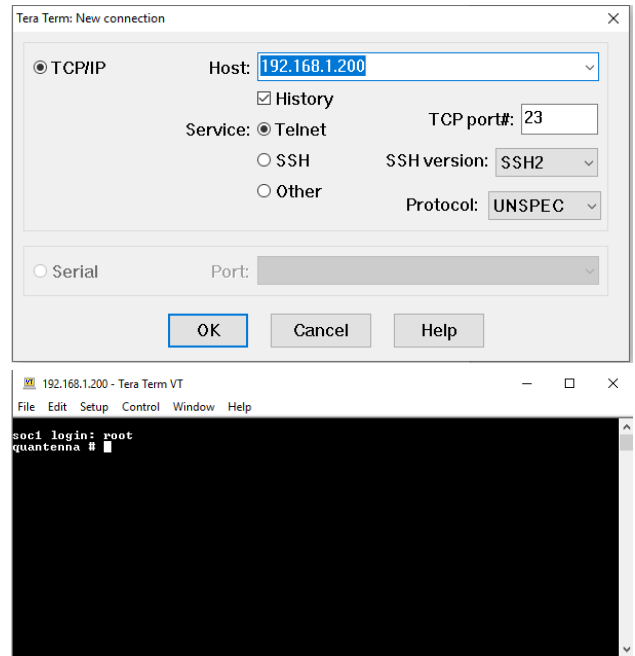 Tera Term: New connection
TCP/IP Host: 192.168.1.200
History
Service: Telnet TCP port#: 23
SSH SSH version: SSH2
Other Protocol: UNSPEC
Serial Port:
OK Cancel Help
VT 192.168.1.200 - Tera Term VT
File Edit Setup Control Window Help
soc1 login: root
quantenna #